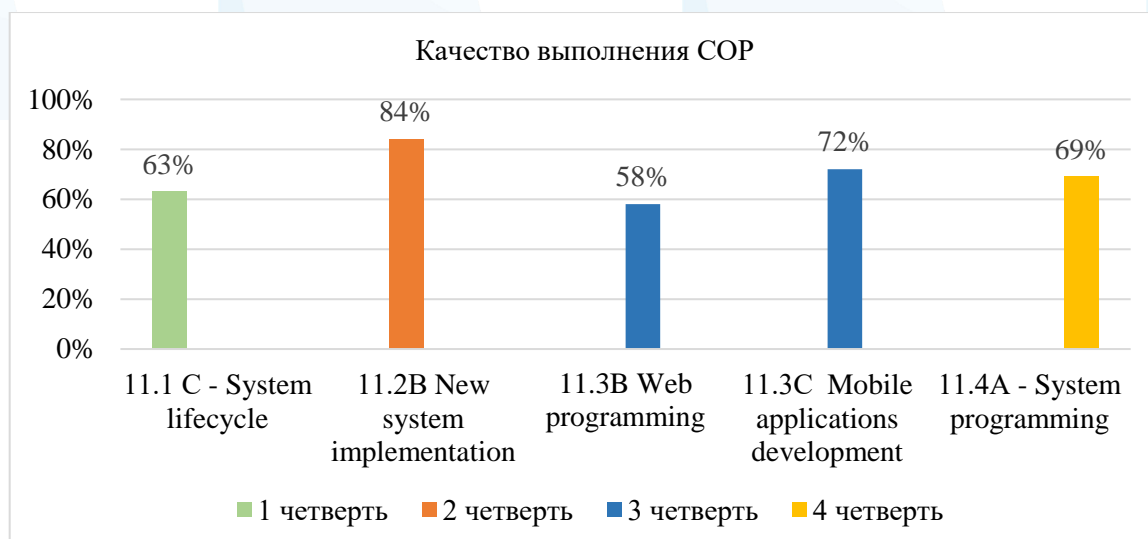 Качество выполнения СОР
100%
80%
60%
40%
20%
0%
63%
84%
58%
72%
69%
11.1 C - System
lifecycle
11.2B New
system
implementation
11.3B Web
programming
11.3C Mobile
applications
development
11.4A - System
programming
1 четверть
2 четверть
3 четверть
4 четверть